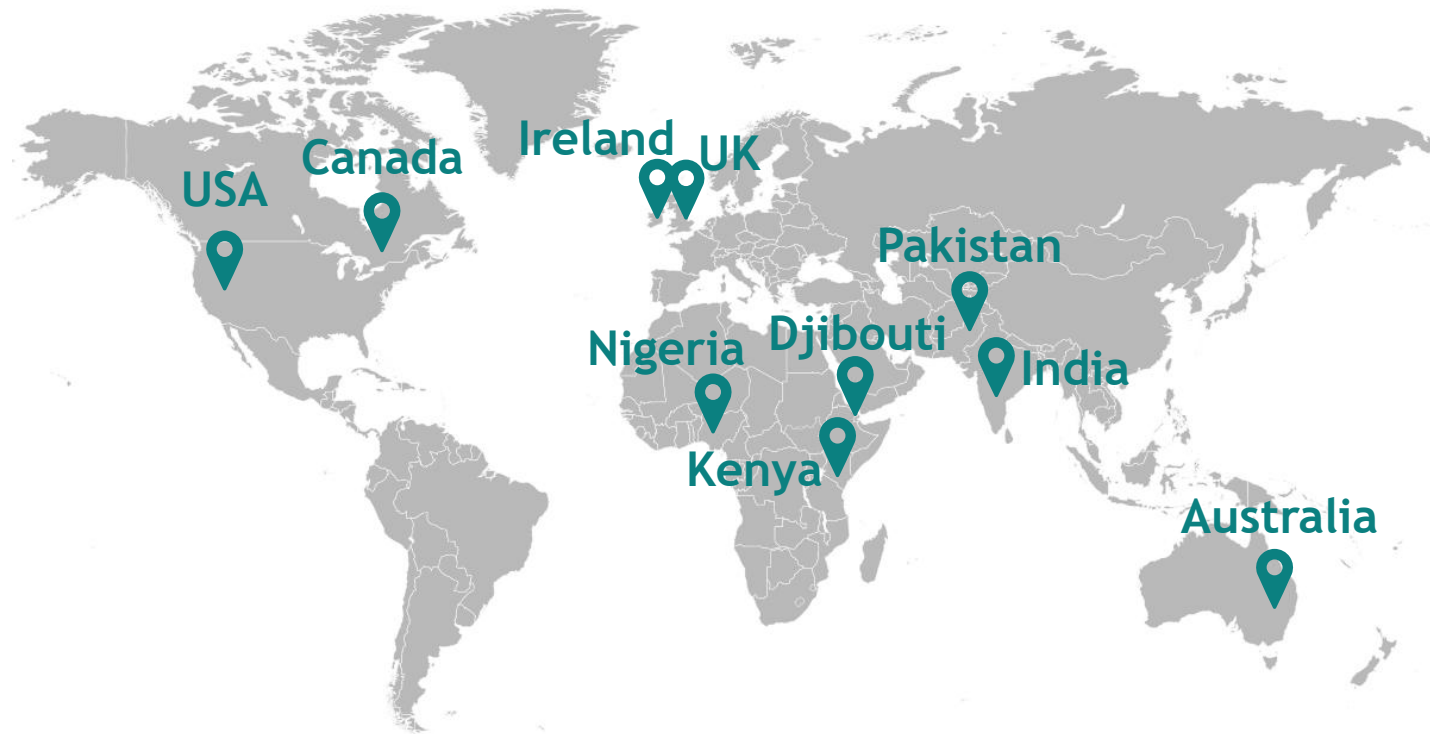 Ireland
UK
Canada
USA
Pakistan
Djibouti
Nigeria
India
Kenya
Australia